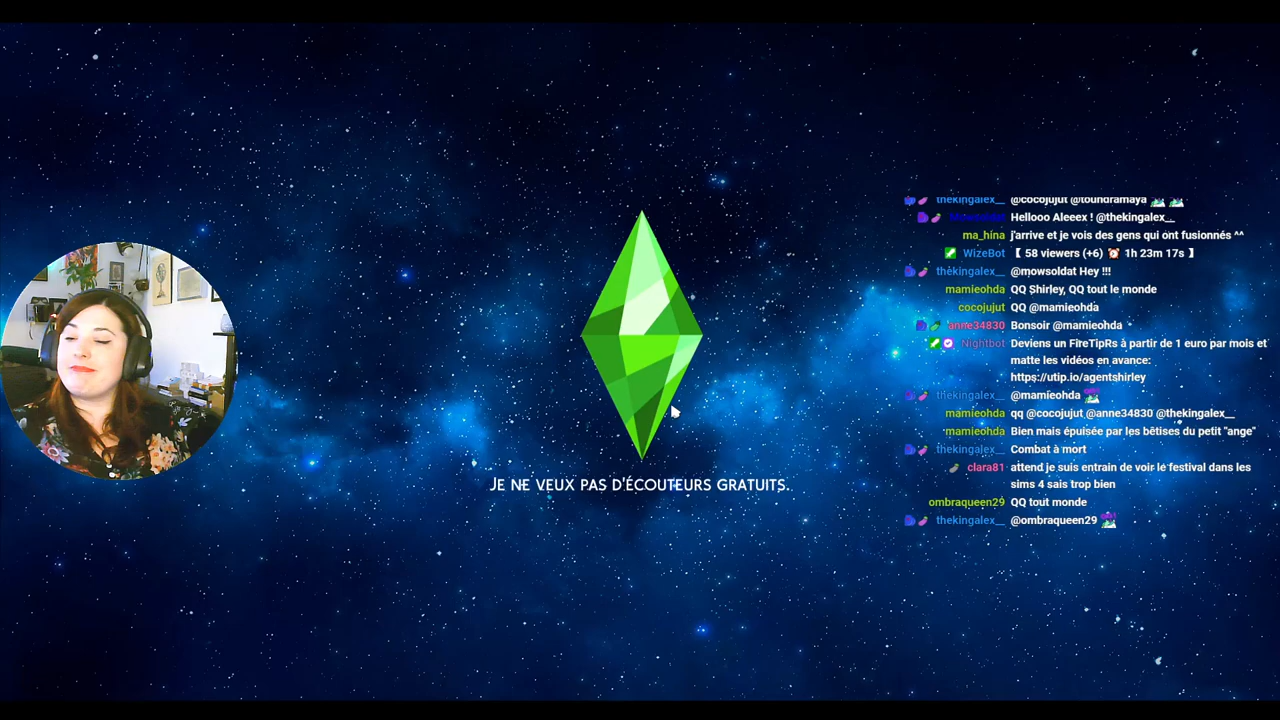 thekingalex__ @cocojujut @toundramaya
Hellooo Aleeex ! @thekingalex__
ma_hina j'arrive et je vois des gens qui ont fusionnés ^^
WizeBot 【 58 viewers (+6) ⏰ 1h 23m 17s 】
thekingalex__ @mowsoldat Hey !!!
mamieohda QQ Shirley, QQ tout le monde
cocojujut QQ @mamieohda
anne34830 Bonsoir @mamieohda
Nightbot Deviens un FireTipRs à partir de 1 euro par mois et
matte les vidéos en avance:
https://utip.io/agentshirley
thekingalex__ @mamieohda
mamieohda qq @cocojujut @anne34830 @thekingalex__
mamieohda Bien mais épuisée par les bêtises du petit "ange"
thekingalex__ Combat à mort
clara81 attend je suis entrain de voir le festival dans les
sims 4 sais trop bien
ombraqueen29 QQ tout monde
thekingalex__ @ombraqueen29
JE NE VEUX PAS D'ÉCOUTEURS GRATUITS.